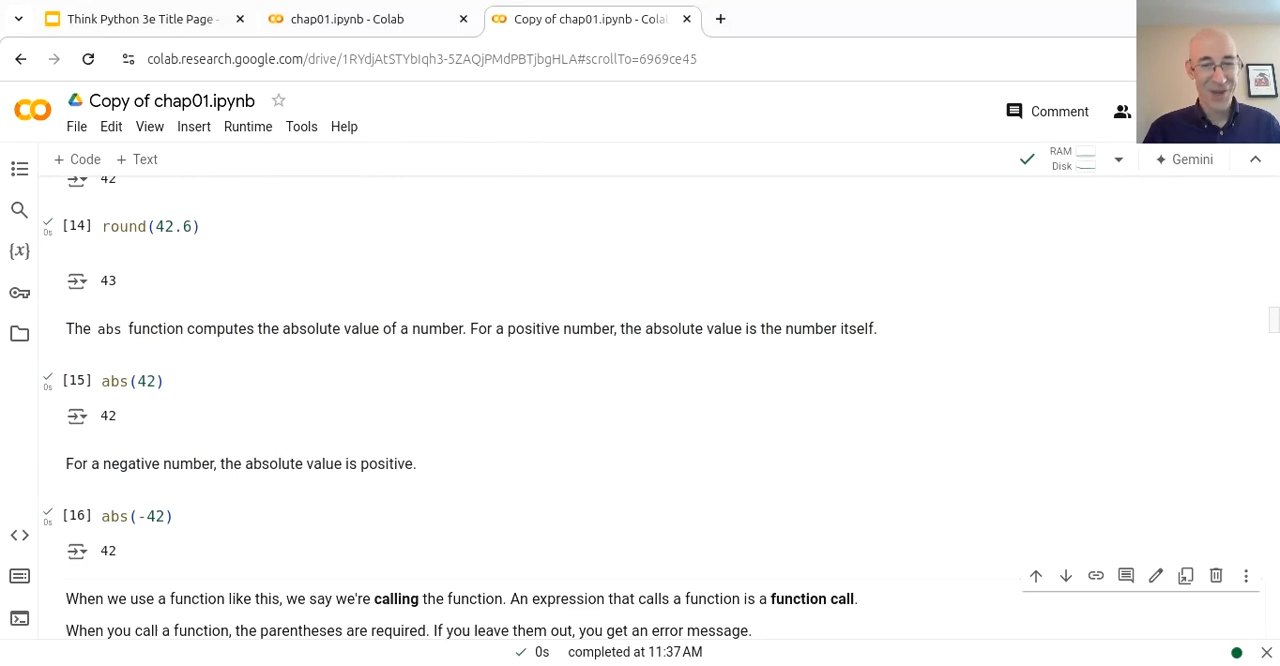 Think Python 3e Title Page -
chap01.ipynb - Colab
Copy of chap01.ipynb - Colab
colab.research.google.com/drive/1RYdjAtSTYbIqh3-5ZAQjPMdPBTjbgHLA#scrollTo=6969ce45
CO
Copy of chap01.ipynb
File Edit View Insert Runtime Tools Help
Comment
+ Code + Text
RAM
Disk
Gemini
42
0s
[14] round(42.6)
43
The abs function computes the absolute value of a number. For a positive number, the absolute value is the number itself.
{x}
0s
[15] abs(42)
42
For a negative number, the absolute value is positive.
0s
[16] abs(-42)
42
When we use a function like this, we say we're calling the function. An expression that calls a function is a function call.
When you call a function, the parentheses are required. If you leave them out, you get an error message.
0s completed at 11:37 AM